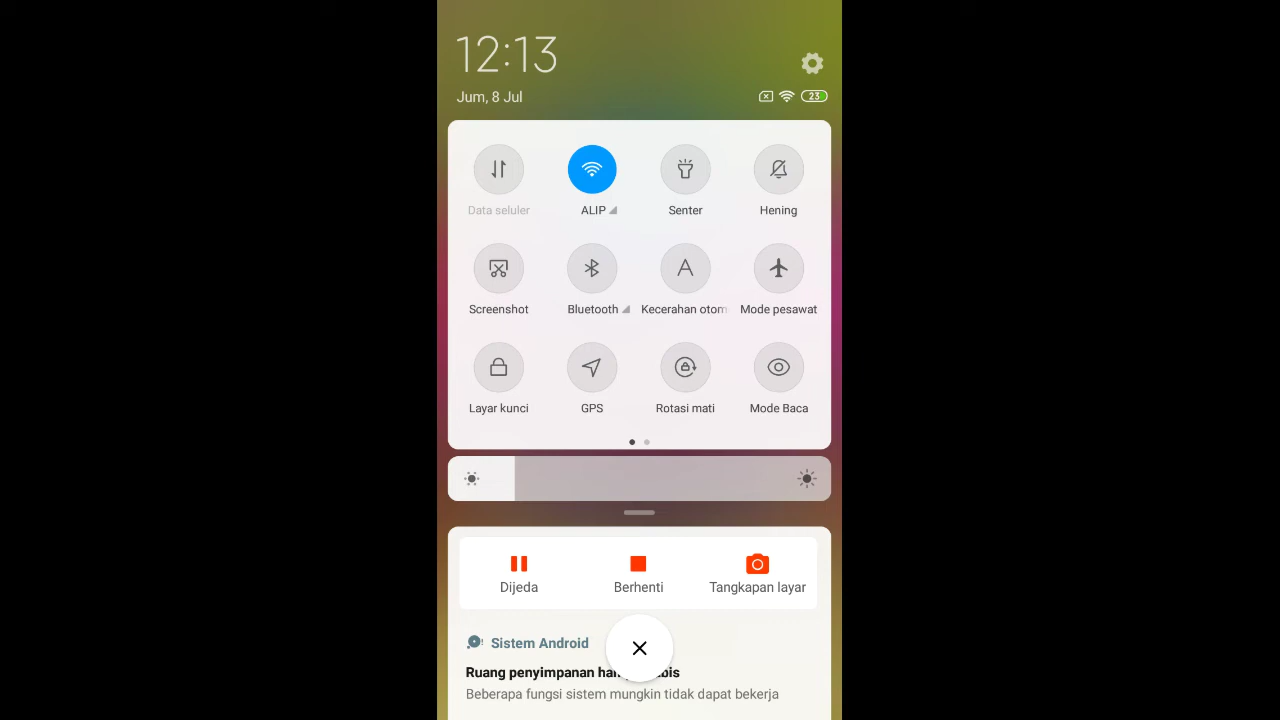 12:13
Jum, 8 Jul
23
Data seluler
ALIP
Senter
Hening
Screenshot
Bluetooth
Kecerahan otom
Mode pesawat
Layar kunci
GPS
Rotasi mati
Mode Baca
Dijeda
Berhenti
Tangkapan layar
Sistem Android
Ruang penyimpanan
Beberapa fungsi sistem mungkin tidak dapat bekerja